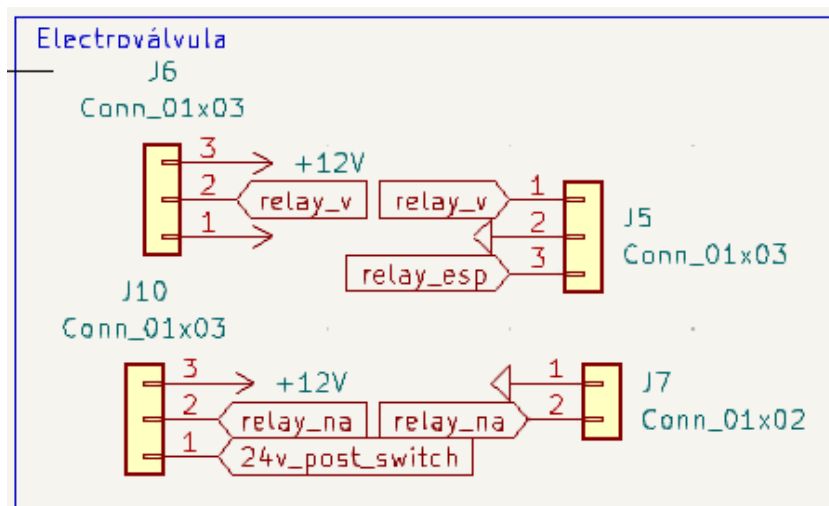 Electroválvula
J6
Conn_01x03
3 +12V
2 relay_v relay_v 1
1 2 J5
relay_esp 3 Conn_01x03
J10
Conn_01x03
3 +12V 1 J7
2 relay_na relay_na 2 Conn_01x02
1 24v_post_switch